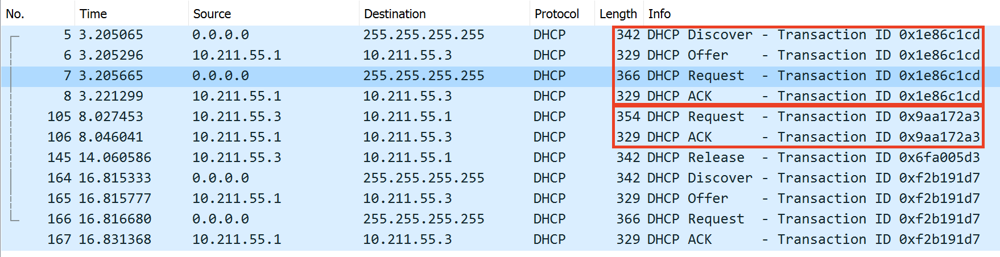 No. Time Source Destination Protocol Length Info
5 3.205065 0.0.0.0 255.255.255.255 DHCP 342 DHCP Discover - Transaction ID 0x1e86c1cd
6 3.205296 10.211.55.1 10.211.55.3 DHCP 329 DHCP Offer - Transaction ID 0x1e86c1cd
7 3.205665 0.0.0.0 255.255.255.255 DHCP 366 DHCP Request - Transaction ID 0x1e86c1cd
8 3.221299 10.211.55.1 10.211.55.3 DHCP 329 DHCP ACK - Transaction ID 0x1e86c1cd
105 8.027453 10.211.55.3 10.211.55.1 DHCP 354 DHCP Request - Transaction ID 0x9aa172a3
106 8.046041 10.211.55.1 10.211.55.3 DHCP 329 DHCP ACK - Transaction ID 0x9aa172a3
145 14.060586 10.211.55.3 10.211.55.1 DHCP 342 DHCP Release - Transaction ID 0x6fa005d3
164 16.815333 0.0.0.0 255.255.255.255 DHCP 342 DHCP Discover - Transaction ID 0xf2b191d7
165 16.815777 10.211.55.1 10.211.55.3 DHCP 329 DHCP Offer - Transaction ID 0xf2b191d7
166 16.816680 0.0.0.0 255.255.255.255 DHCP 366 DHCP Request - Transaction ID 0xf2b191d7
167 16.831368 10.211.55.1 10.211.55.3 DHCP 329 DHCP ACK - Transaction ID 0xf2b191d7